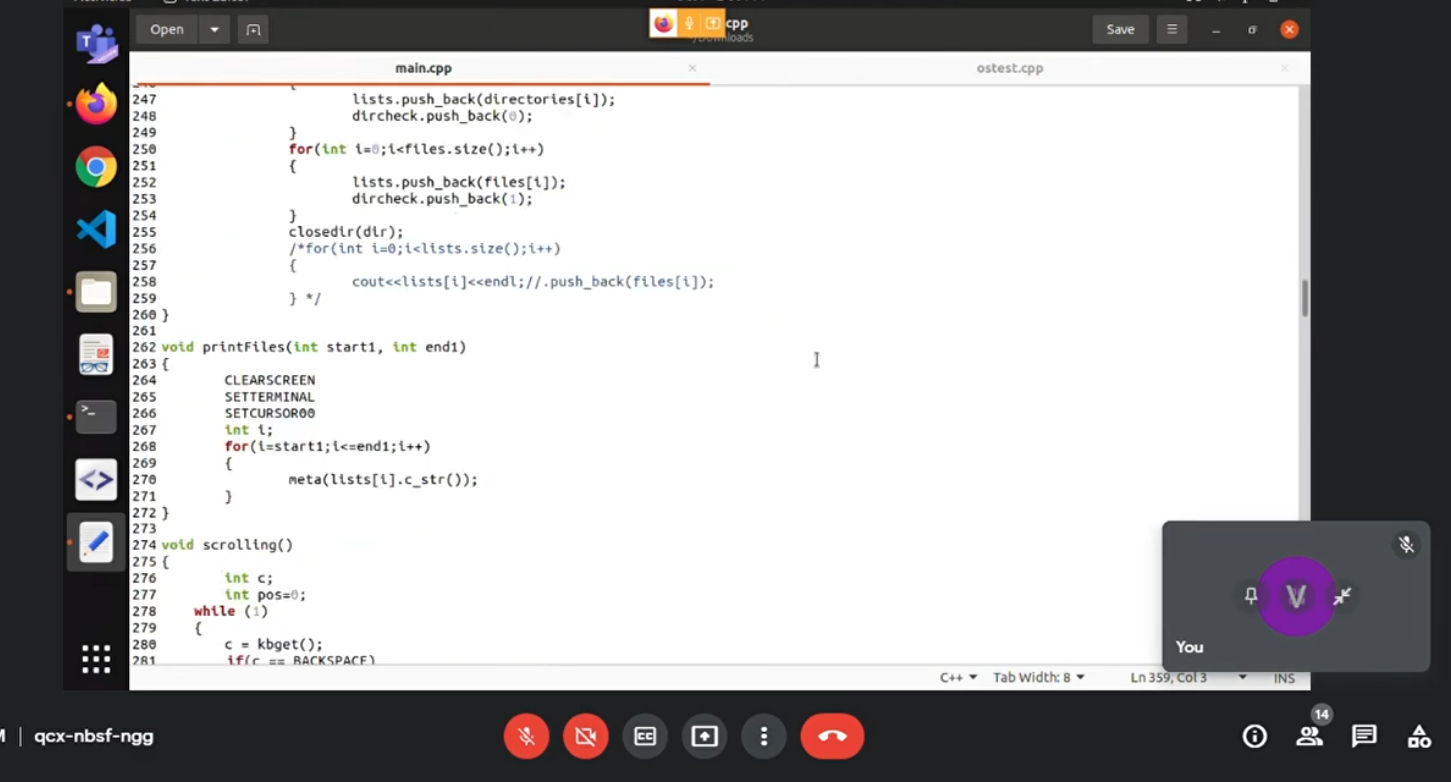 Open
cpp
~/Downloads
Save
main.cpp
ostest.cpp
247 lists.push_back(directories[i]);
248 dircheck.push_back(0);
249 }
250 for(int i=0;i<files.size();i++)
251 {
252 lists.push_back(files[i]);
253 dircheck.push_back(1);
254 }
255 closedir(dir);
256 /*for(int i=0;i<lists.size();i++)
257 {
258 cout<<lists[i]<<endl;//.push_back(files[i]);
259 } */
260 }
261
262 void printFiles(int start1, int end1)
263 {
264 CLEARSCREEN
265 SETTERMINAL
266 SETCURSOR00
267 int i;
268 for(i=start1;i<=end1;i++)
269 {
270 meta(lists[i].c_str());
271 }
272 }
273
274 void scrolling()
275 {
276 int c;
277 int pos=0;
278 while (1)
279 {
280 c = kbget();
281 if(c == BACKSPACE)
C++ Tab Width: 8 Ln 359, Col 3 INS
V
You
M | qcx-nbsf-ngg
CC
14